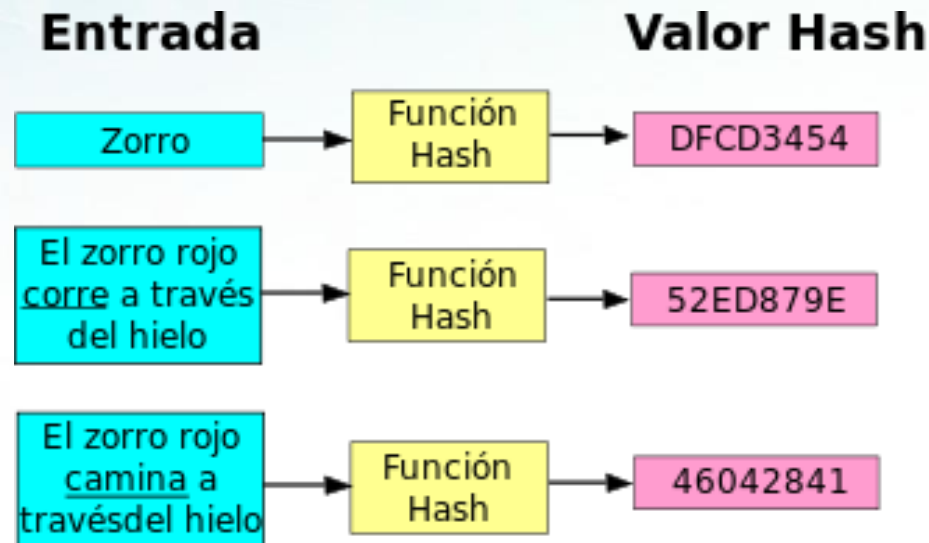 Entrada
Valor Hash
Zorro
Función
Hash
DFCD3454
El zorro rojo
corre a través
del hielo
Función
Hash
52ED879E
El zorro rojo
camina a
travésdel hielo
Función
Hash
46042841